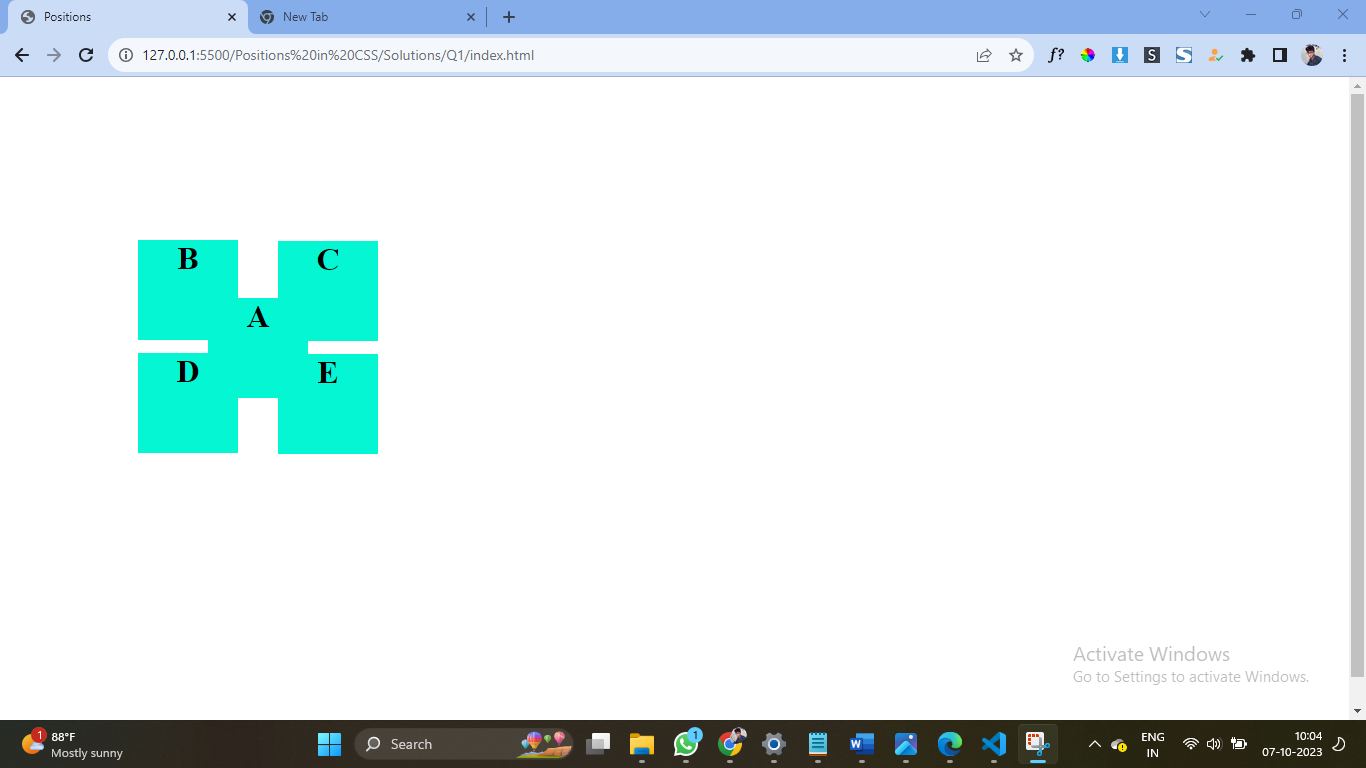 Positions
New Tab
127.0.0.1:5500/Positions%20in%20CSS/Solutions/Q1/index.html
f?
S
S
B
C
A
D
E
Activate Windows
Go to Settings to activate Windows.
1
88°F
Mostly sunny
Search
1
W
ENG
IN
10:04
07-10-2023